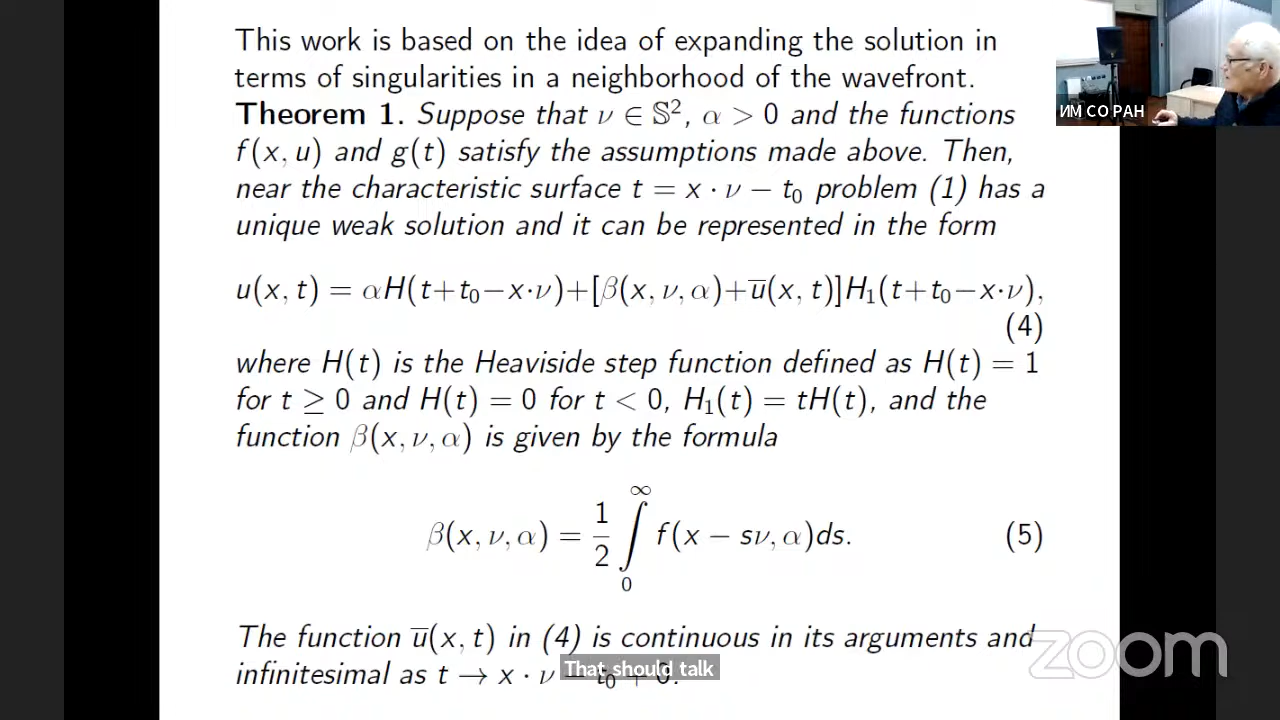 This work is based on the idea of expanding the solution in
terms of singularities in a neighborhood of the wavefront.
Theorem 1. Suppose that ν ∈ 𝕊², α > 0 and the functions
f(x, u) and g(t) satisfy the assumptions made above. Then,
near the characteristic surface t = x · ν − t₀ problem (1) has a
unique weak solution and it can be represented in the form
u(x, t) = αH(t+t₀−x·ν)+[β(x, ν, α)+u̅(x, t)]H₁(t+t₀−x·ν),
(4)
where H(t) is the Heaviside step function defined as H(t) = 1
for t ≥ 0 and H(t) = 0 for t < 0, H₁(t) = tH(t), and the
function β(x, ν, α) is given by the formula
β(x, ν, α) = 1/2 ∫₀^∞ f(x − sν, α)ds. (5)
The function u̅(x, t) in (4) is continuous in its arguments and
infinitesimal as t → x · ν − t₀ + 0.
That should talk
ИМ СО РАН
zoom